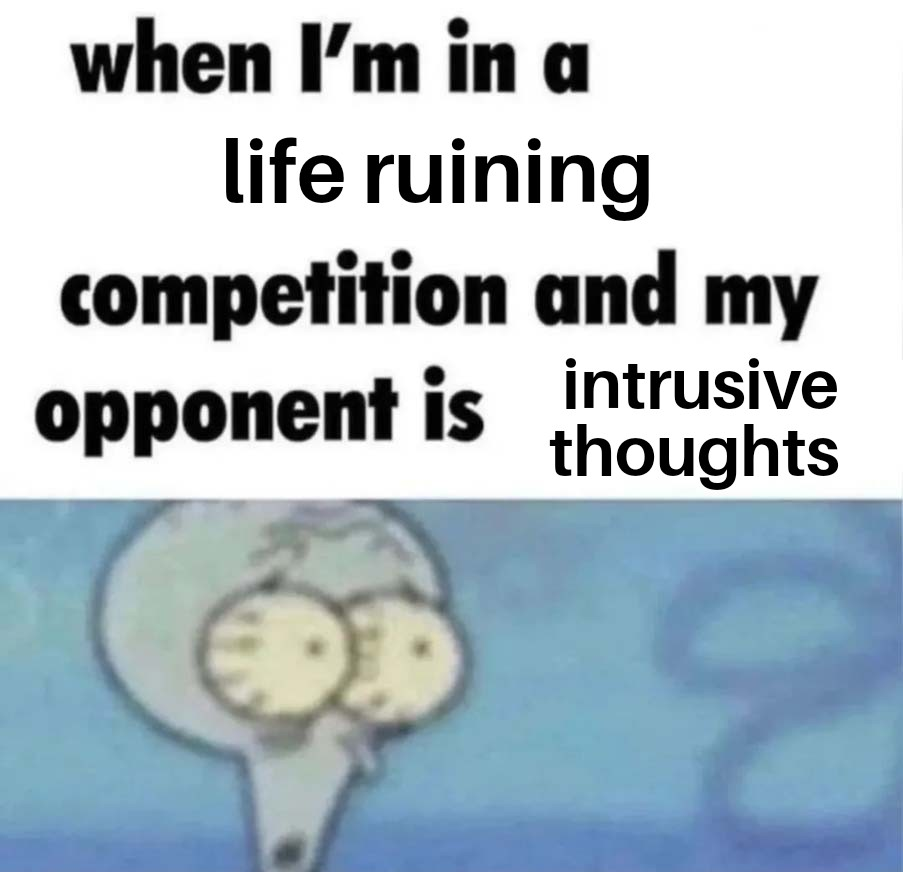 when I'm in a
life ruining
competition and my
opponent is intrusive
thoughts